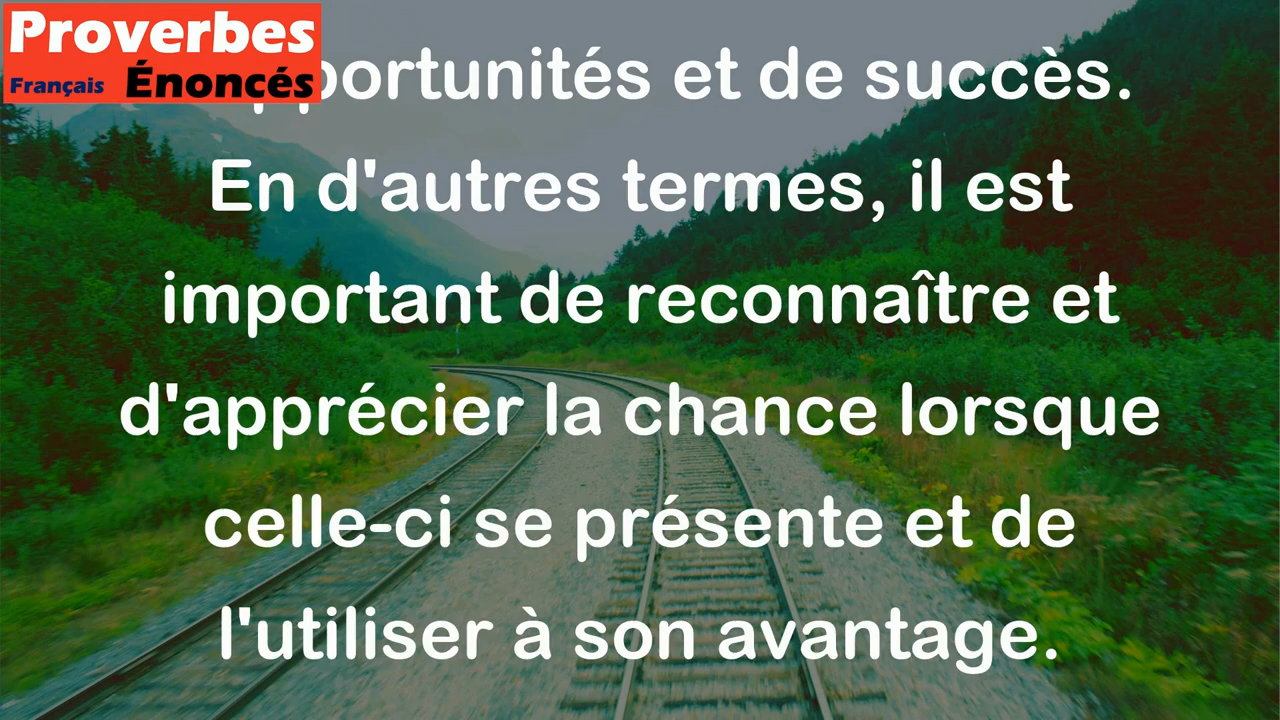 Proverbes
Français Énoncés
et de succès.
En d'autres termes, il est
important de reconnaître et
d'apprécier la chance lorsque
celle-ci se présente et de
l'utiliser à son avantage.